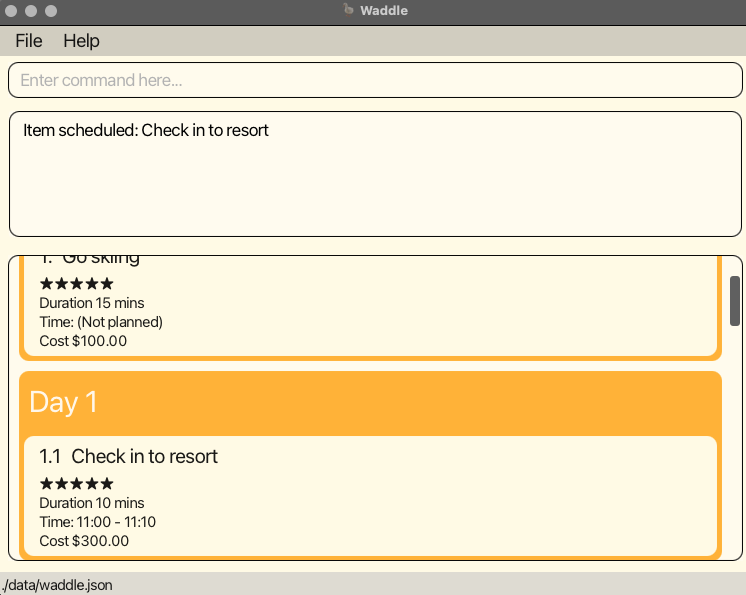 Waddle
File Help
Enter command here...
Item scheduled: Check in to resort
1. Go skiing
★★★★★
Duration 15 mins
Time: (Not planned)
Cost $100.00
Day 1
1.1 Check in to resort
★★★★★
Duration 10 mins
Time: 11:00 - 11:10
Cost $300.00
./data/waddle.json